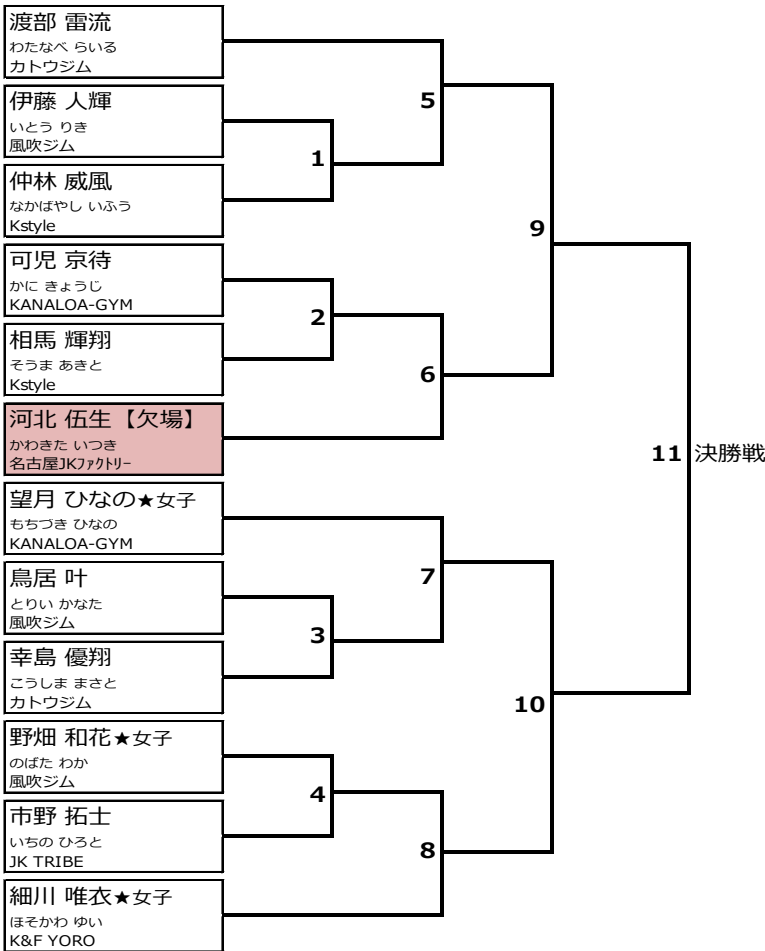 渡部 雷流
わたなべ らいる
カトウジム
5
伊藤 人輝
いとう りき
風吹ジム
1
仲林 威風
なかばやし いふう
Kstyle
9
可児 京待
かに きょうじ
KANALOA-GYM
2
相馬 輝翔
そうま あきと
Kstyle
6
河北 伍生【欠場】
かわきた いつき
名古屋JKファクトリー
11 決勝戦
望月 ひなの★女子
もちづき ひなの
KANALOA-GYM
7
鳥居 叶
とりい かなた
風吹ジム
3
幸島 優翔
こうしま まさと
カトウジム
10
野畑 和花★女子
のばた わか
風吹ジム
4
市野 拓士
いちの ひろと
JK TRIBE
8
細川 唯衣★女子
ほそかわ ゆい
K&F YORO